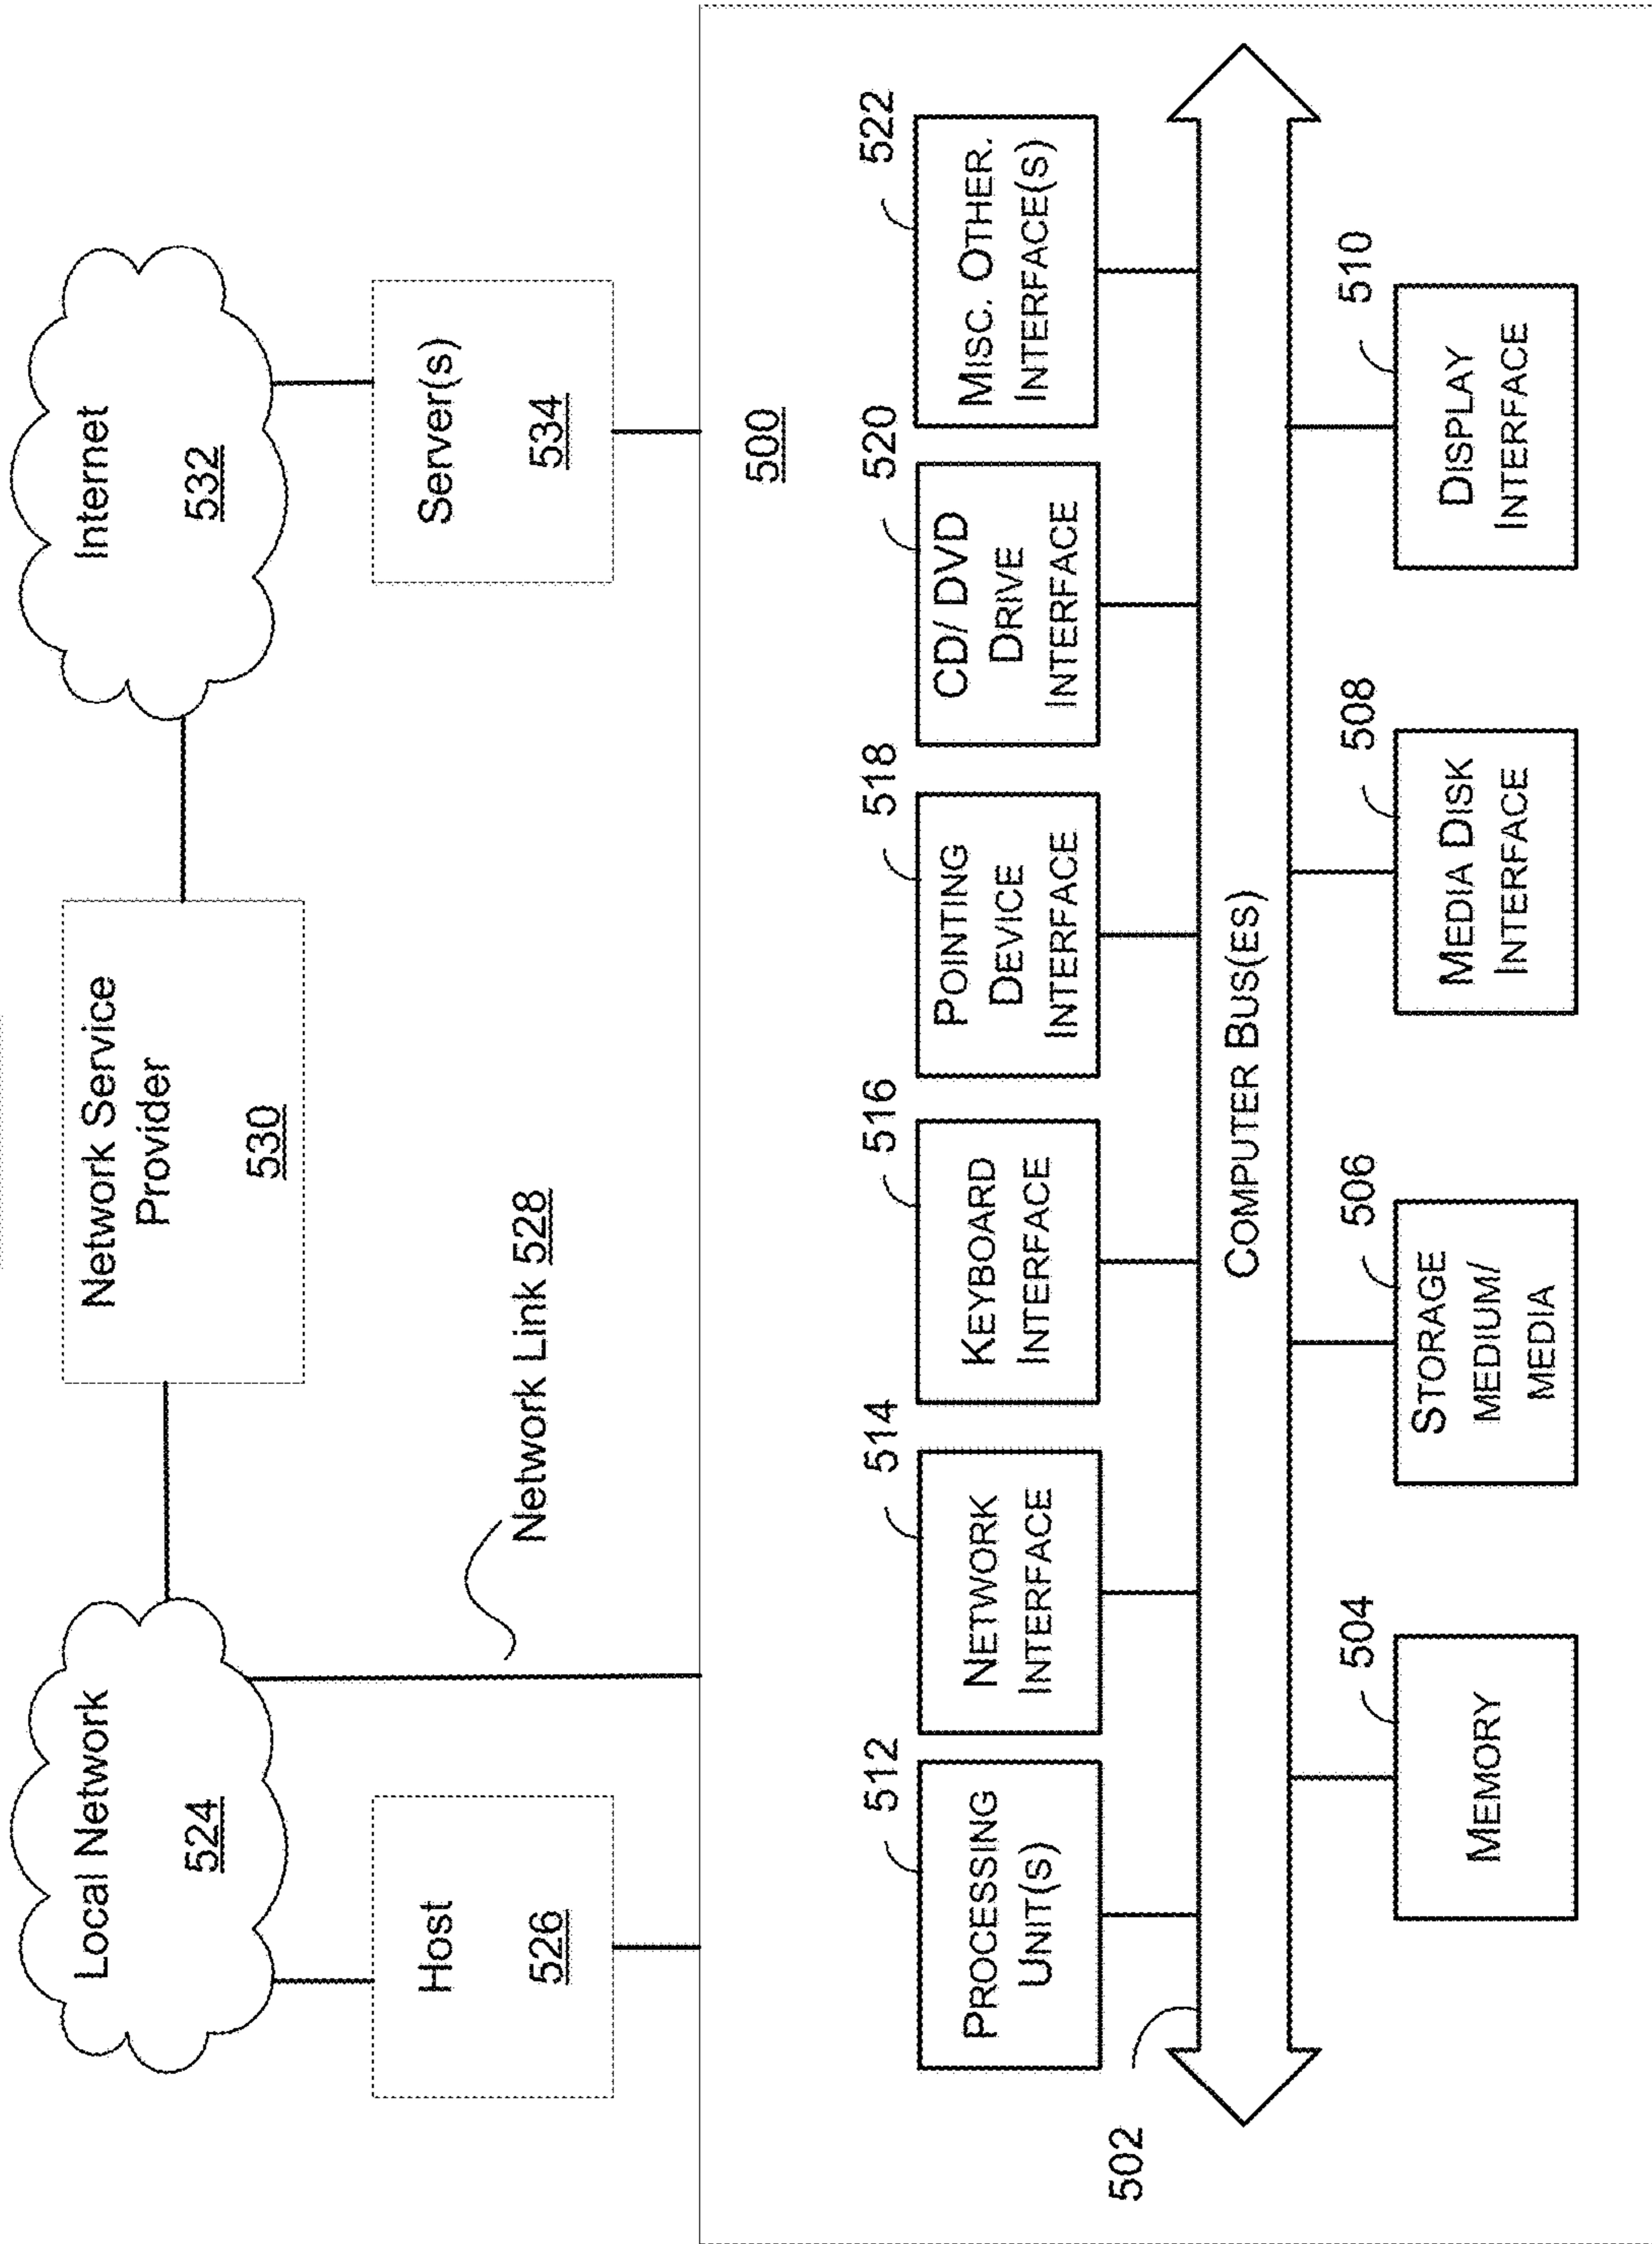 Local Network
524
Network Service
Provider
530
Internet
532
Host
526
Network Link 528
Server(s)
534
500
512
PROCESSING
UNIT(S)
514
NETWORK
INTERFACE
516
KEYBOARD
INTERFACE
518
POINTING
DEVICE
INTERFACE
520
CD/ DVD
DRIVE
INTERFACE
522
MISC. OTHER.
INTERFACE(S)
502
COMPUTER BUS(ES)
504
MEMORY
506
STORAGE
MEDIUM/
MEDIA
508
MEDIA DISK
INTERFACE
510
DISPLAY
INTERFACE